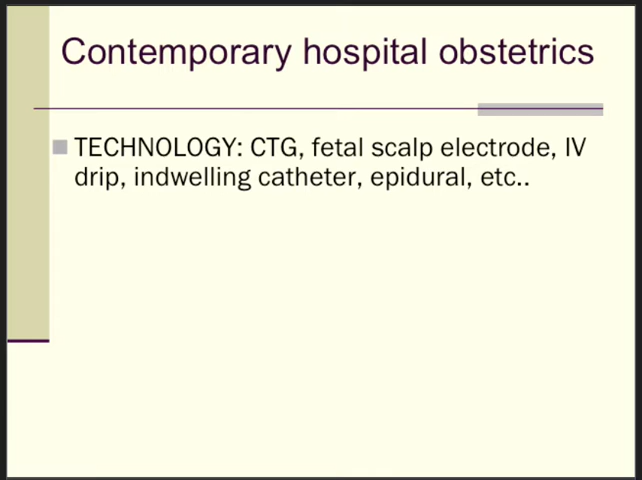 Contemporary hospital obstetrics
TECHNOLOGY: CTG, fetal scalp electrode, IV
drip, indwelling catheter, epidural, etc..